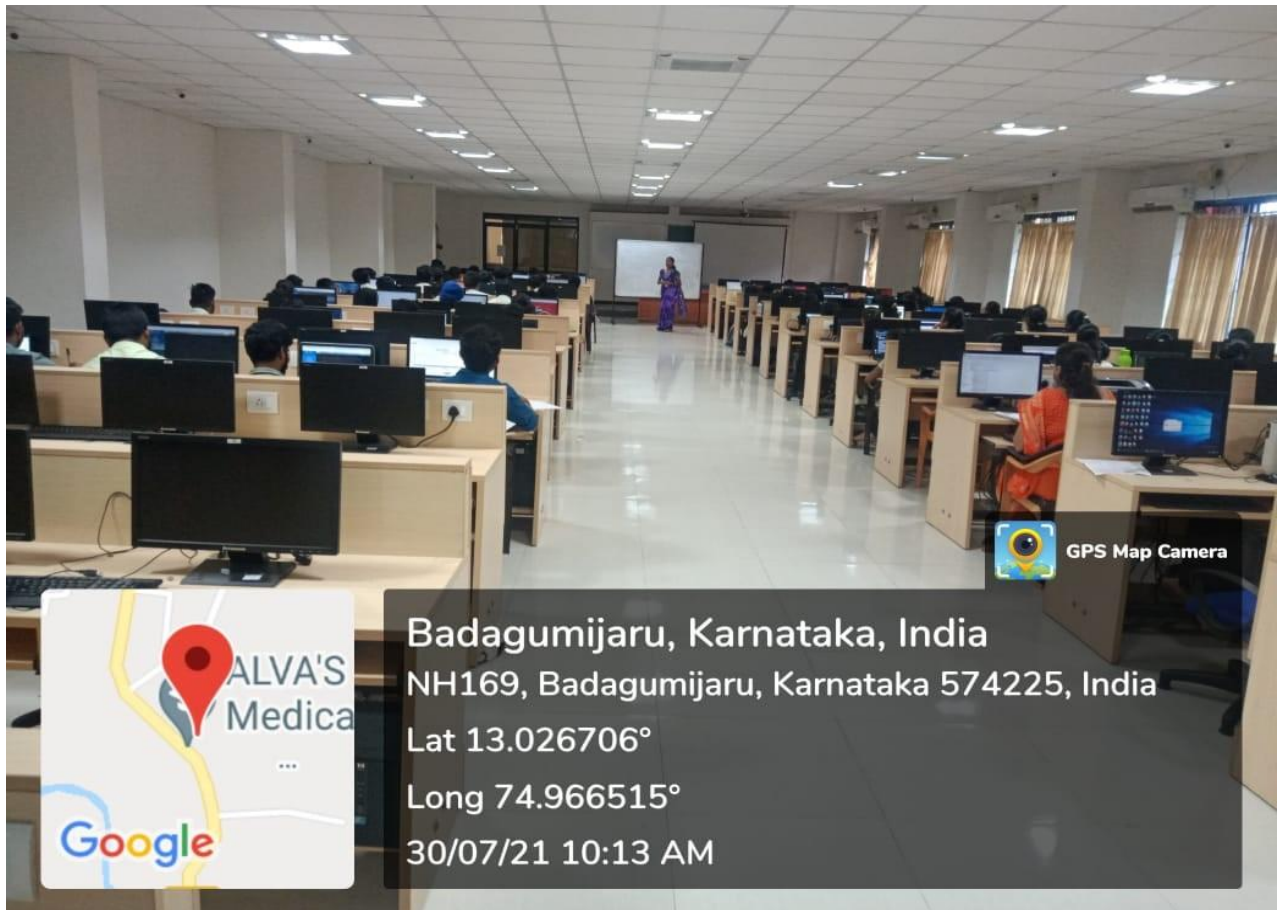 GPS Map Camera
ALVA'S
Medica
...
Google
Badagumijaru, Karnataka, India
NH169, Badagumijaru, Karnataka 574225, India
Lat 13.026706°
Long 74.966515°
30/07/21 10:13 AM